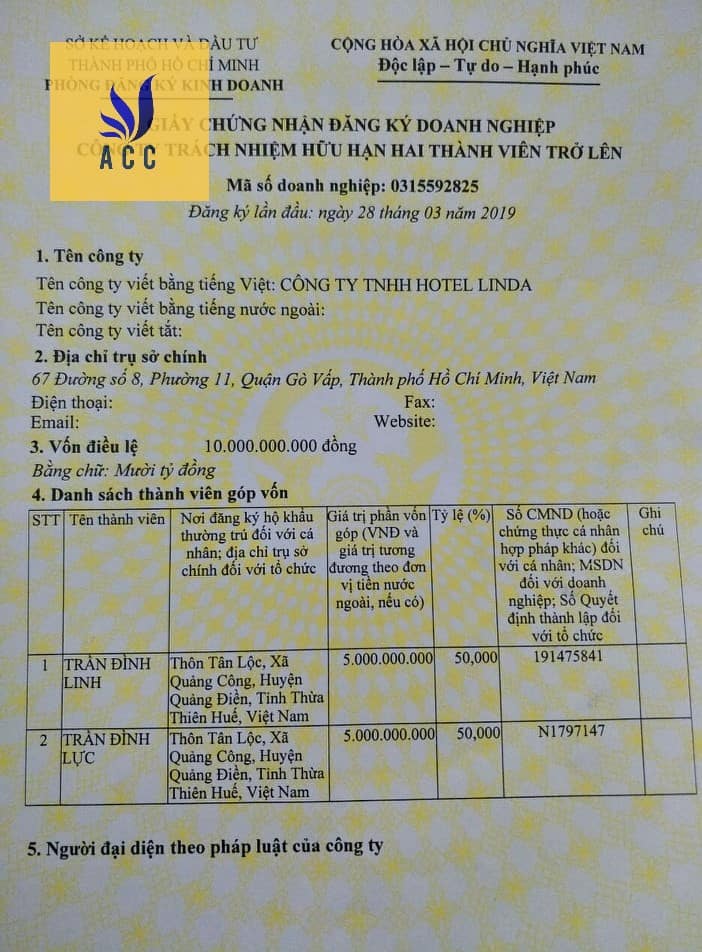 SỞ KẾ HOẠCH VÀ ĐẦU TƯ
THÀNH PHỐ HỒ CHÍ MINH
PHÒNG ĐĂNG KÝ KINH DOANH
CỘNG HÒA XÃ HỘI CHỦ NGHĨA VIỆT NAM
Độc lập – Tự do – Hạnh phúc
ACC
GIẤY CHỨNG NHẬN ĐĂNG KÝ DOANH NGHIỆP
CÔNG TY TRÁCH NHIỆM HỮU HẠN HAI THÀNH VIÊN TRỞ LÊN
Mã số doanh nghiệp: 0315592825
Đăng ký lần đầu: ngày 28 tháng 03 năm 2019
1. Tên công ty
Tên công ty viết bằng tiếng Việt: CÔNG TY TNHH HOTEL LINDA
Tên công ty viết bằng tiếng nước ngoài:
Tên công ty viết tắt:
2. Địa chỉ trụ sở chính
67 Đường số 8, Phường 11, Quận Gò Vấp, Thành phố Hồ Chí Minh, Việt Nam
Điện thoại: Fax:
Email: Website:
3. Vốn điều lệ 10.000.000.000 đồng
Bằng chữ: Mười tỷ đồng
4. Danh sách thành viên góp vốn
STT
Tên thành viên
Nơi đăng ký hộ khẩu
thường trú đối với cá
nhân; địa chỉ trụ sở
chính đối với tổ chức
Giá trị phần vốn
góp (VNĐ và
giá trị tương
đương theo đơn
vị tiền nước
ngoài, nếu có)
Tỷ lệ (%)
Số CMND (hoặc
chứng thực cá nhân
hợp pháp khác) đối
với cá nhân; MSDN
đối với doanh
nghiệp; Số Quyết
định thành lập đối
với tổ chức
Ghi
chú
1
TRẦN ĐÌNH
LINH
Thôn Tân Lộc, Xã
Quảng Công, Huyện
Quảng Điền, Tỉnh Thừa
Thiên Huế, Việt Nam
5.000.000.000
50,000
191475841
2
TRẦN ĐÌNH
LỰC
Thôn Tân Lộc, Xã
Quảng Công, Huyện
Quảng Điền, Tỉnh Thừa
Thiên Huế, Việt Nam
5.000.000.000
50,000
N1797147
5. Người đại diện theo pháp luật của công ty